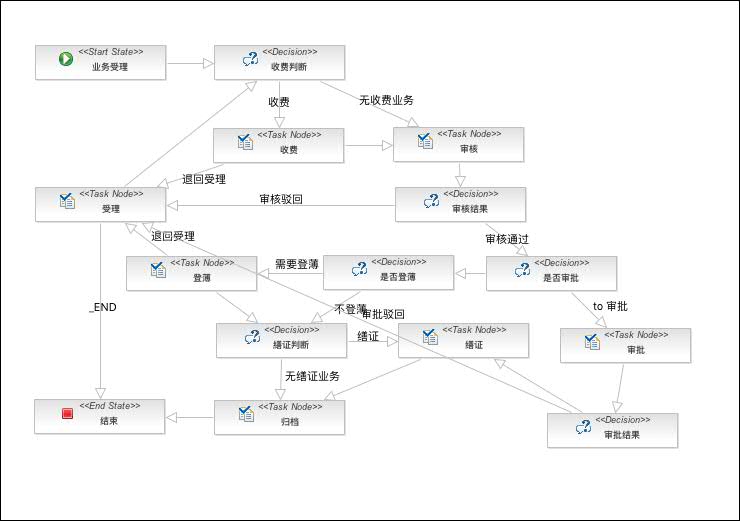 <<Start State>>
业务受理
<<Decision>>
收费判断
收费
无收费业务
<<Task Node>>
收费
<<Task Node>>
审核
退回受理
<<Task Node>>
受理
审核驳回
<<Decision>>
审核结果
退回受理
审核通过
<<Task Node>>
登薄
需要登薄
<<Decision>>
是否登薄
<<Decision>>
是否审批
_END
不登薄
审批驳回
to 审批
<<Decision>>
缮证判断
缮证
<<Task Node>>
缮证
<<Task Node>>
审批
无缮证业务
<<End State>>
结束
<<Task Node>>
归档
<<Decision>>
审批结果